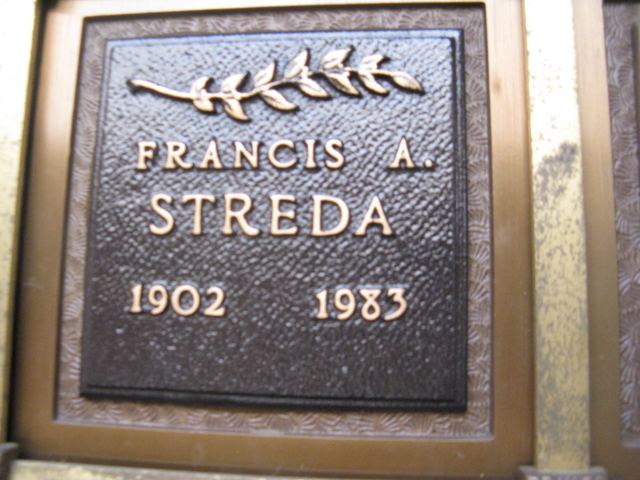 FRANCIS A.
STREDA
1902 1983